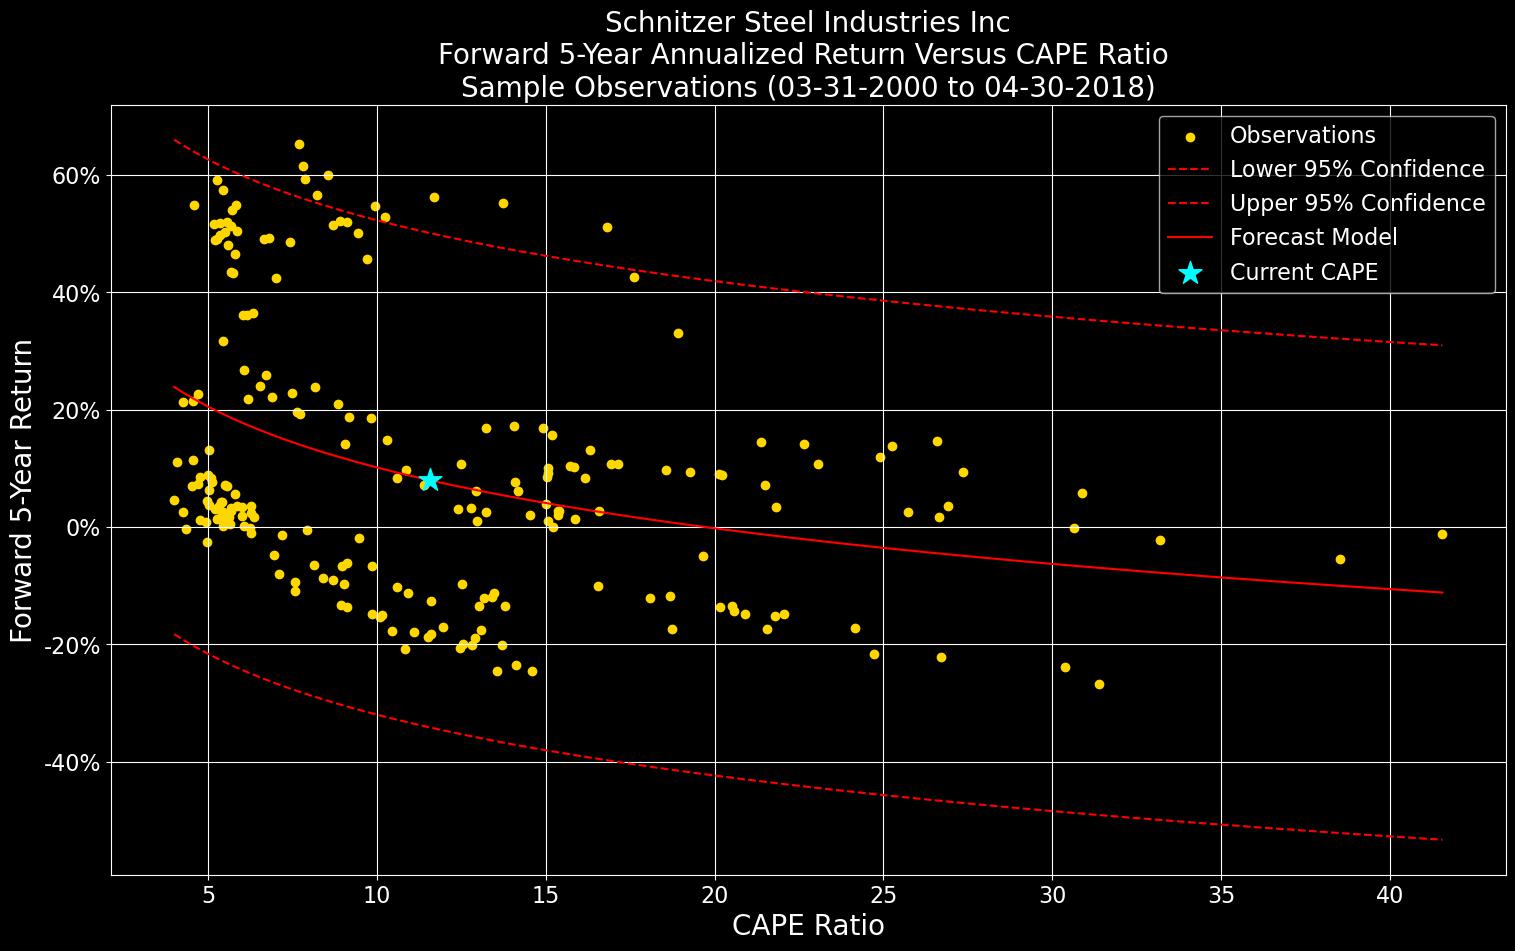 Schnitzer Steel Industries Inc
Forward 5-Year Annualized Return Versus CAPE Ratio
Sample Observations (03-31-2000 to 04-30-2018)
Observations
Lower 95% Confidence
Upper 95% Confidence
Forecast Model
Current CAPE
Forward 5-Year Return
60%
40%
20%
0%
-20%
-40%
5 10 15 20 25 30 35 40
CAPE Ratio